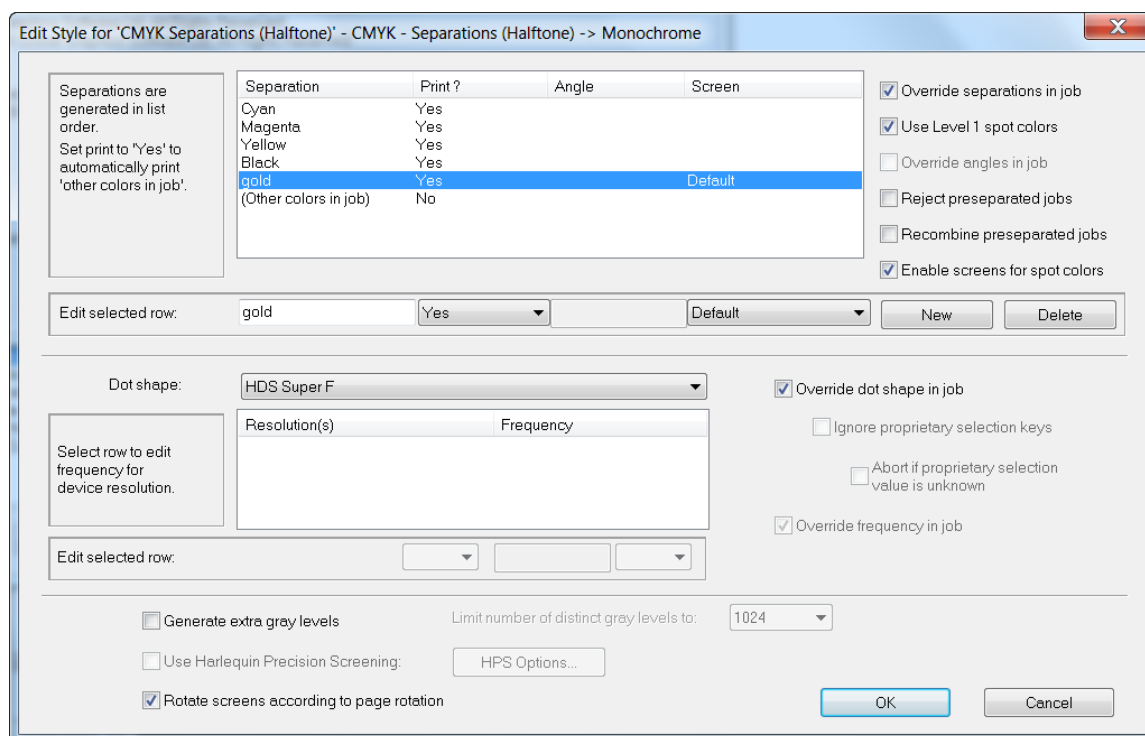 Edit Style for 'CMYK Separations (Halftone)' - CMYK - Separations (Halftone) -> Monochrome
X
Separations are
generated in list
order.
Set print to 'Yes' to
automatically print
'other colors in job'.
Separation Print ? Angle Screen
Cyan Yes
Magenta Yes
Yellow Yes
Black Yes
gold Yes Default
(Other colors in job) No
Override separations in job
Use Level 1 spot colors
Override angles in job
Reject preseparated jobs
Recombine preseparated jobs
Enable screens for spot colors
Edit selected row: gold Yes Default New Delete
Dot shape: HDS Super F
Override dot shape in job
Select row to edit
frequency for
device resolution.
Resolution(s) Frequency
Ignore proprietary selection keys
Abort if proprietary selection
value is unknown
Override frequency in job
Edit selected row:
Generate extra gray levels Limit number of distinct gray levels to: 1024
Use Harlequin Precision Screening: HPS Options...
Rotate screens according to page rotation
OK Cancel